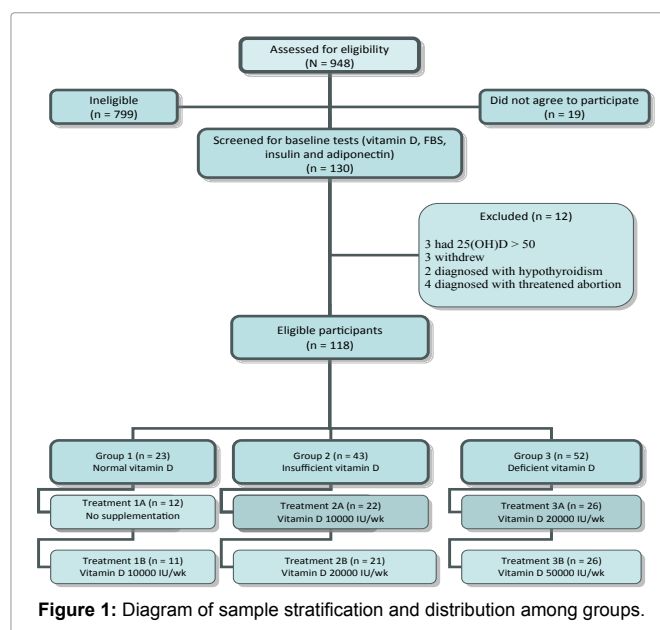 Assessed for eligibility
(N = 948)
Ineligible
(n = 799)
Did not agree to participate
(n = 19)
Screened for baseline tests (vitamin D, FBS,
insulin and adiponectin)
(n = 130)
Excluded (n = 12)
3 had 25(OH)D > 50
3 withdrew
2 diagnosed with hypothyroidism
4 diagnosed with threatened abortion
Eligible participants
(n = 118)
Group 1 (n = 23)
Normal vitamin D
Group 2 (n = 43)
Insufficient vitamin D
Group 3 (n = 52)
Deficient vitamin D
Treatment 1A (n = 12)
No supplementation
Treatment 2A (n = 22)
Vitamin D 10000 IU/wk
Treatment 3A (n = 26)
Vitamin D 20000 IU/wk
Treatment 1B (n = 11)
Vitamin D 10000 IU/wk
Treatment 2B (n = 21)
Vitamin D 20000 IU/wk
Treatment 3B (n = 26)
Vitamin D 50000 IU/wk
Figure 1: Diagram of sample stratification and distribution among groups.